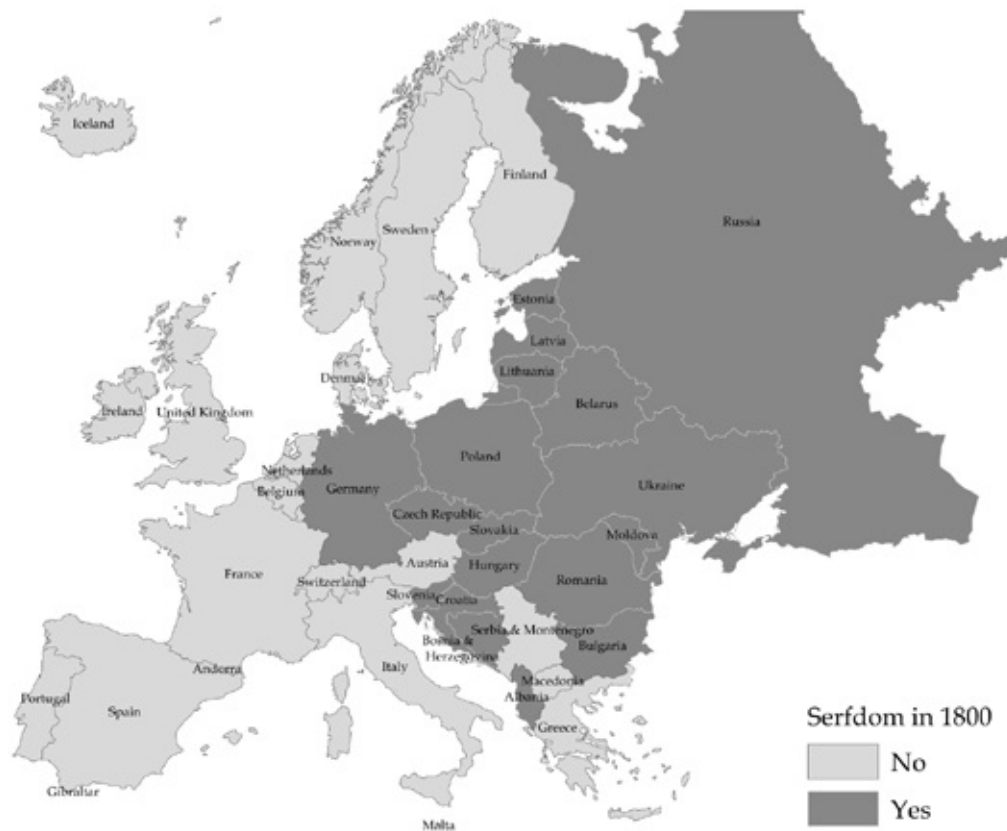 Iceland
Finland
Russia
Norway
Sweden
Estonia
Latvia
Denmark
Lithuania
Belarus
Ireland
United Kingdom
Netherlands
Poland
Belgium
Germany
Ukraine
Czech Republic
Slovakia
Moldova
Austria
France
Hungary
Switzerland
Romania
Slovenia
Croatia
Serbia & Montenegro
Bosnia &
Herzegovina
Bulgaria
Italy
Andorra
Macedonia
Albania
Portugal
Spain
Greece
Gibraltar
Malta
Serfdom in 1800
No
Yes